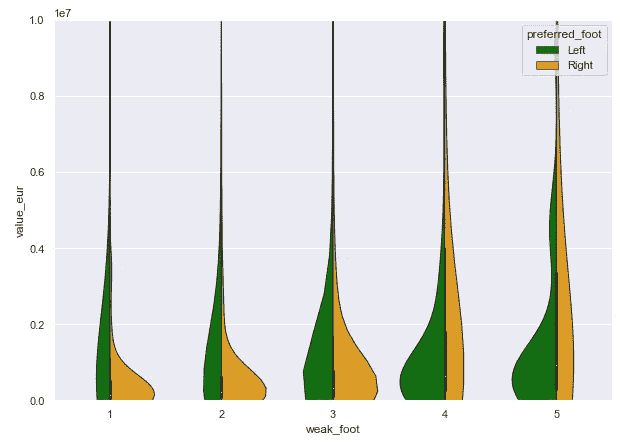 1e7
preferred_foot
Left
Right
1.0
0.8
0.6
0.4
0.2
0.0
value_eur
1 2 3 4 5
weak_foot